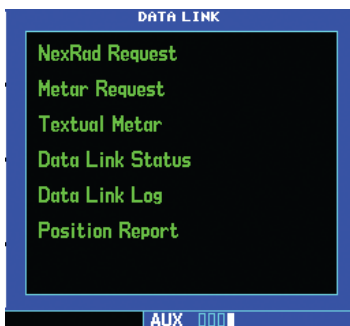 DATA LINK
NexRad Request
Metar Request
Textual Metar
Data Link Status
Data Link Log
Position Report
AUX